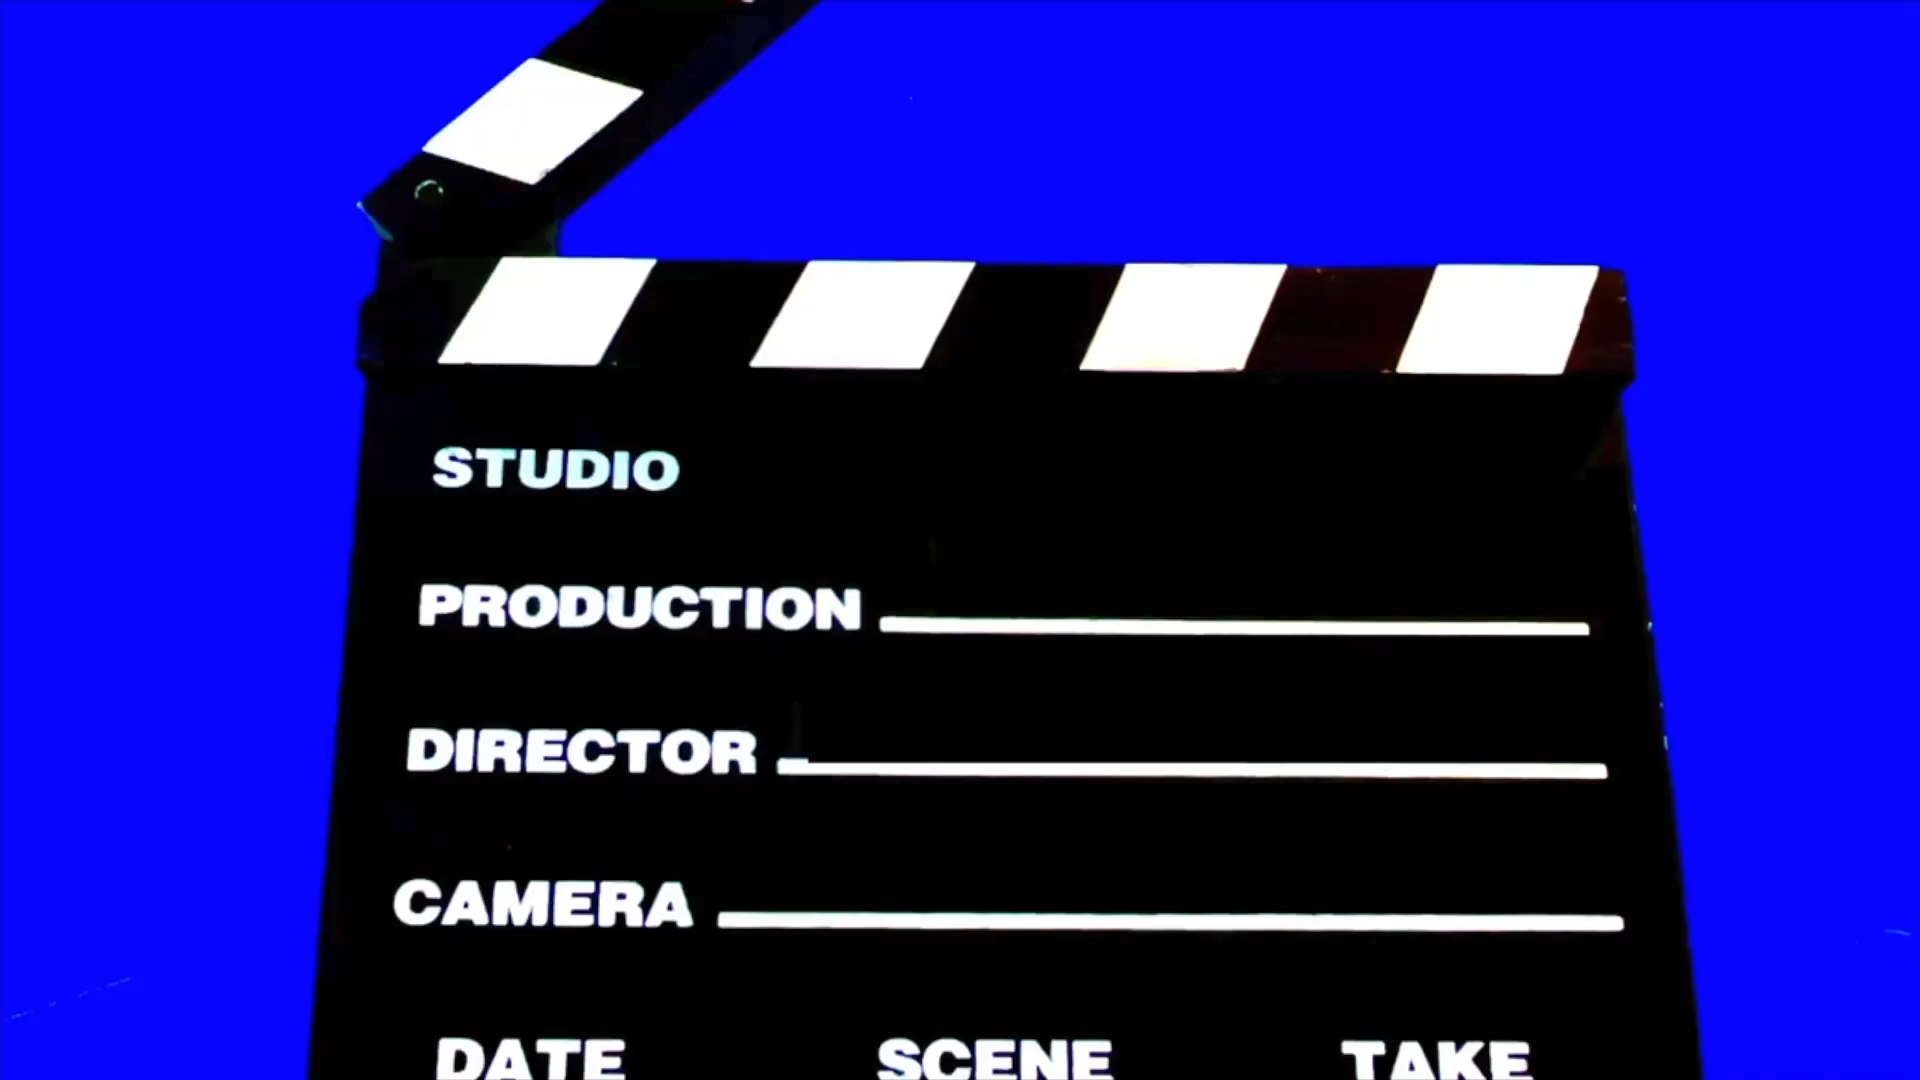 STUDIO
PRODUCTION
DIRECTOR
CAMERA
DATE SCENE TAKE